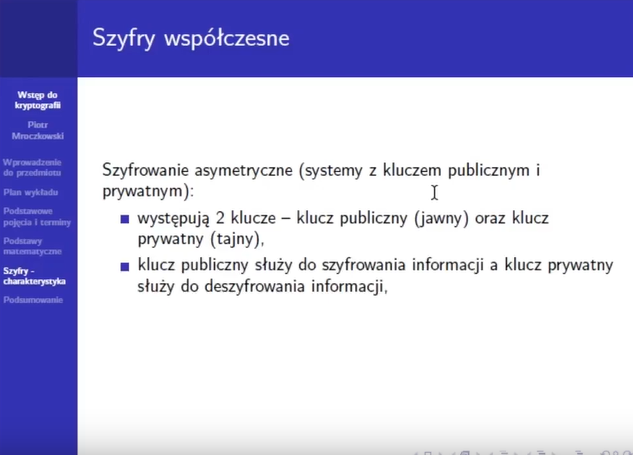 Szyfry współczesne
Wstęp do
kryptografii
Piotr
Mroczkowski
Wprowadzenie
do przedmiotu
Plan wykładu
Podstawowe
pojęcia i terminy
Podstawy
matematyczne
Szyfry -
charakterystyka
Podsumowanie
Szyfrowanie asymetryczne (systemy z kluczem publicznym i
prywatnym):
występują 2 klucze – klucz publiczny (jawny) oraz klucz
prywatny (tajny),
klucz publiczny służy do szyfrowania informacji a klucz prywatny
służy do deszyfrowania informacji,